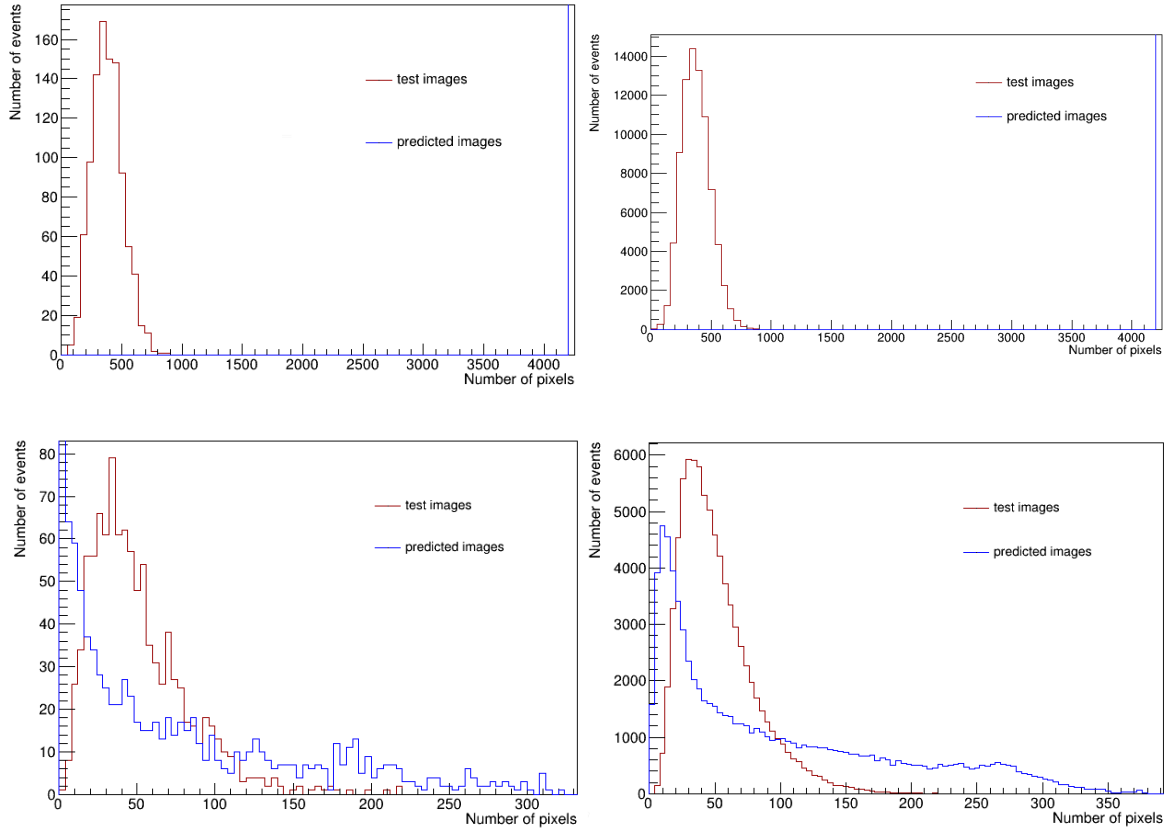 Number of events
160
140
120
100
80
60
40
20
0
test images
predicted images
0 500 1000 1500 2000 2500 3000 3500 4000
Number of pixels
Number of events
14000
12000
10000
8000
6000
4000
2000
0
test images
predicted images
0 500 1000 1500 2000 2500 3000 3500 4000
Number of pixels
Number of events
80
70
60
50
40
30
20
10
0
test images
predicted images
0 50 100 150 200 250 300
Number of pixels
Number of events
6000
5000
4000
3000
2000
1000
0
test images
predicted images
0 50 100 150 200 250 300 350
Number of pixels